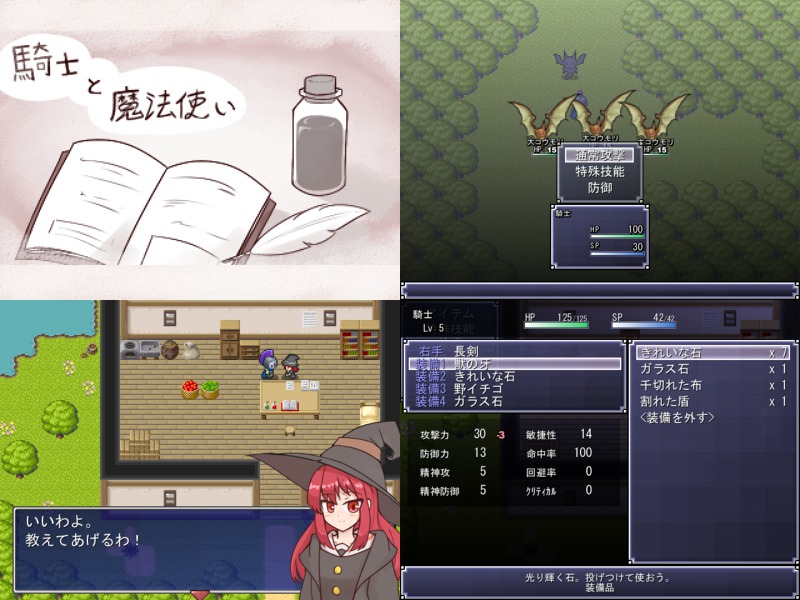 騎士
と
魔法使い
大コウモリ
HP 15
大コウモリ
大コウモリ
HP 15
通常攻撃
特殊技能
防御
騎士
HP 100
SP 30
いいわよ。
教えてあげるわ！
騎士
Lv 5
HP 125/125
SP 42/42
右手 長剣
装備1 獣の牙
装備2 きれいな石
装備3 野イチゴ
装備4 ガラス石
きれいな石 x 7
ガラス石 x 1
千切れた布 x 1
割れた盾 x 1
<装備を外す>
攻撃力 30 -3
敏捷性 14
防御力 13
命中率 100
精神攻 5
回避率 0
精神防御 5
クリティカル 0
光り輝く石。投げつけて使おう。
装備品